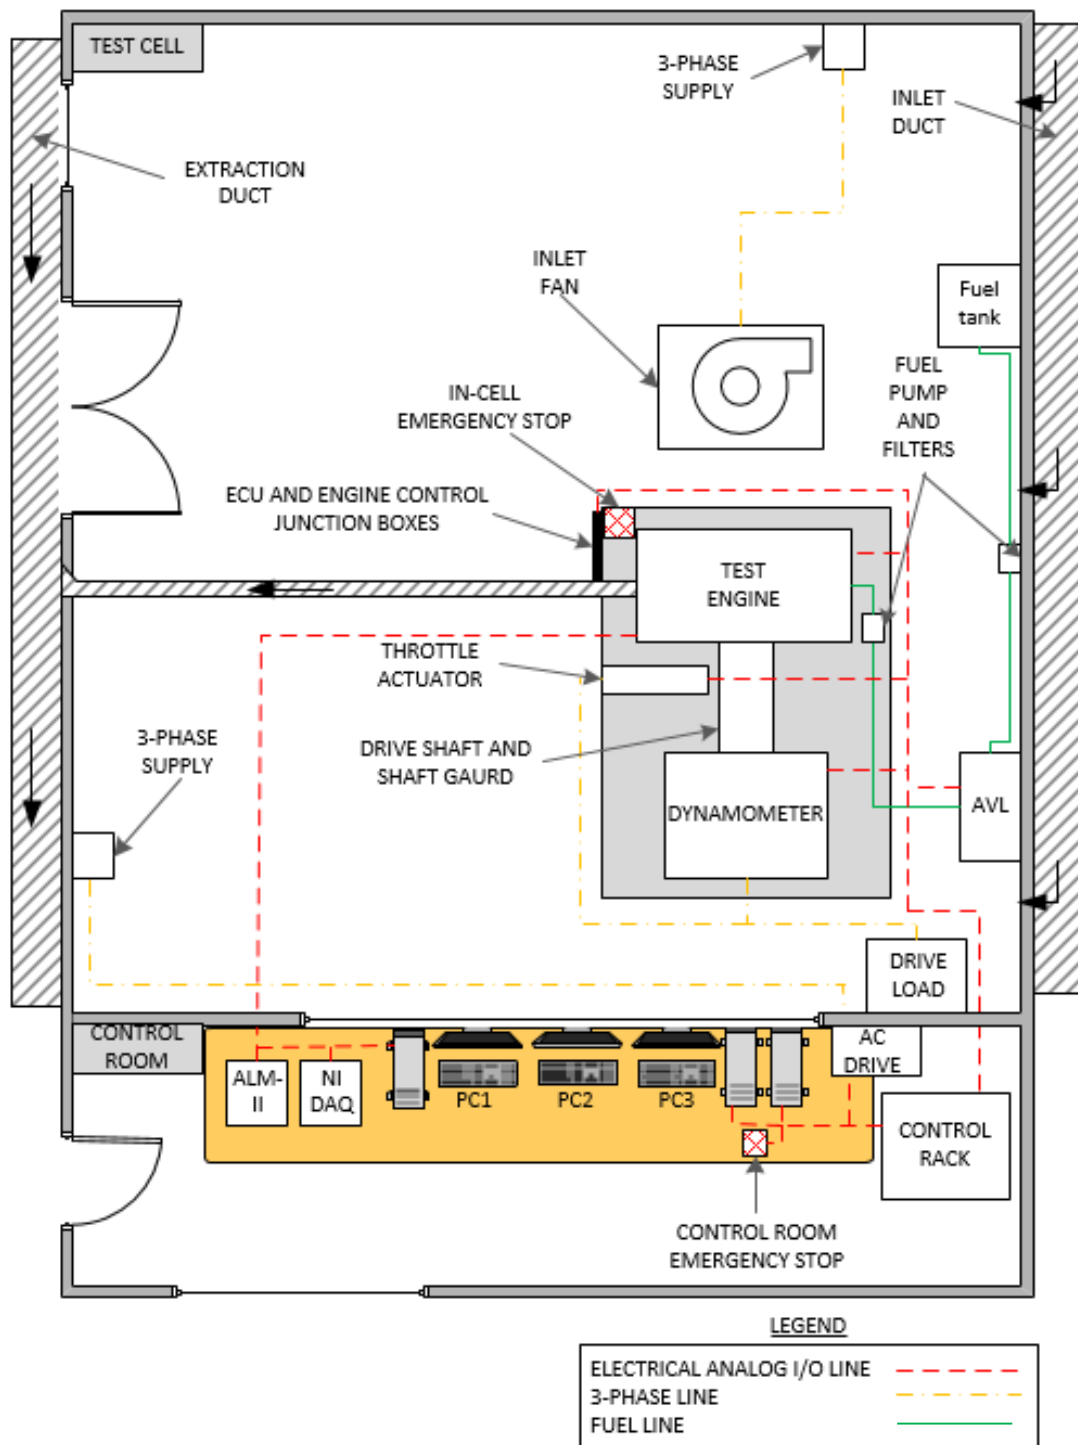 TEST CELL
3-PHASE
SUPPLY
INLET
DUCT
EXTRACTION
DUCT
INLET
FAN
Fuel
tank
FUEL
PUMP
AND
FILTERS
IN-CELL
EMERGENCY STOP
ECU AND ENGINE CONTROL
JUNCTION BOXES
TEST
ENGINE
THROTTLE
ACTUATOR
3-PHASE
SUPPLY
DRIVE SHAFT AND
SHAFT GAURD
DYNAMOMETER
AVL
DRIVE
LOAD
CONTROL
ROOM
AC
DRIVE
ALM-
II
NI
DAQ
PC1
PC2
PC3
CONTROL
RACK
CONTROL ROOM
EMERGENCY STOP
LEGEND
ELECTRICAL ANALOG I/O LINE
3-PHASE LINE
FUEL LINE